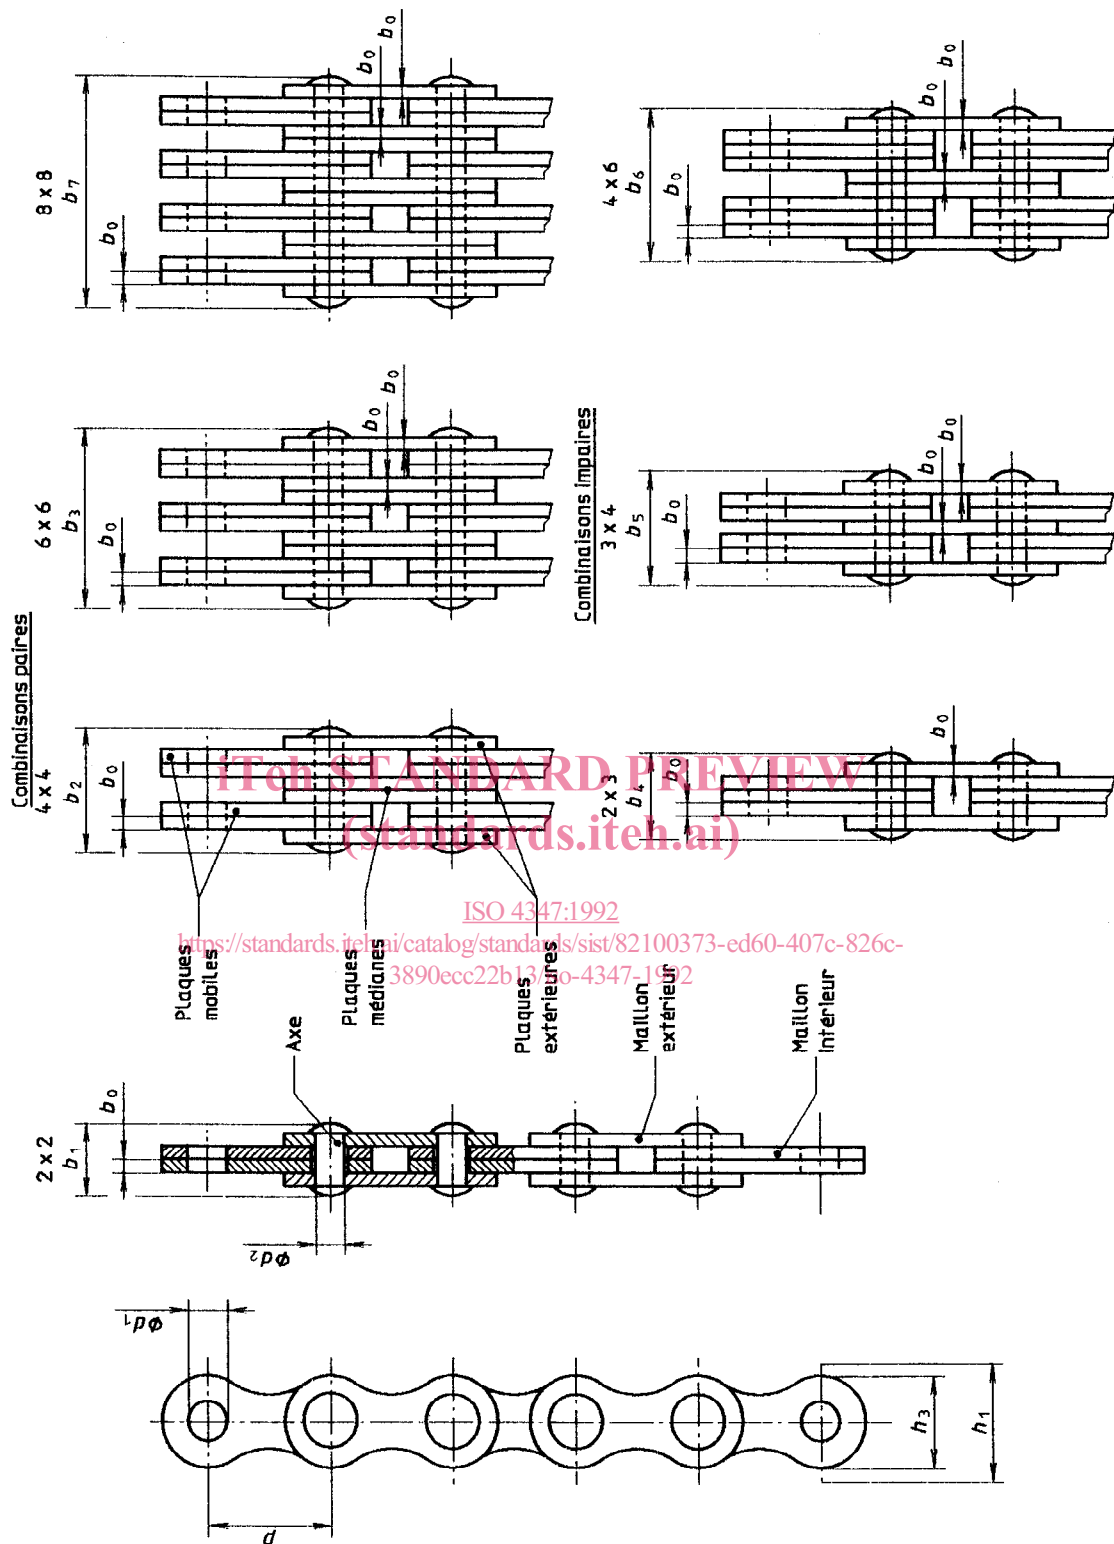 Combinaisons paires
2 x 2
b1
b0
4 x 4
b2
b0
6 x 6
b3
b0
b0
b0
8 x 8
b7
b0
b0
b0
Combinaisons impaires
2 x 3
b4
b0
b0
3 x 4
b5
b0
b0
b0
4 x 6
b6
b0
b0
b0
Plaques
mobiles
Plaques
médianes
Plaques
extérieures
Axe
Maillon
extérieur
Maillon
intérieur
Ød1
Ød2
p
h3
h1
iTeh STANDARD PREVIEW
(standards.iteh.ai)
ISO 4347:1992
https://standards.iteh.ai/catalog/standards/sist/82100373-ed60-407c-826c-
3890ecc22b13/iso-4347-1992